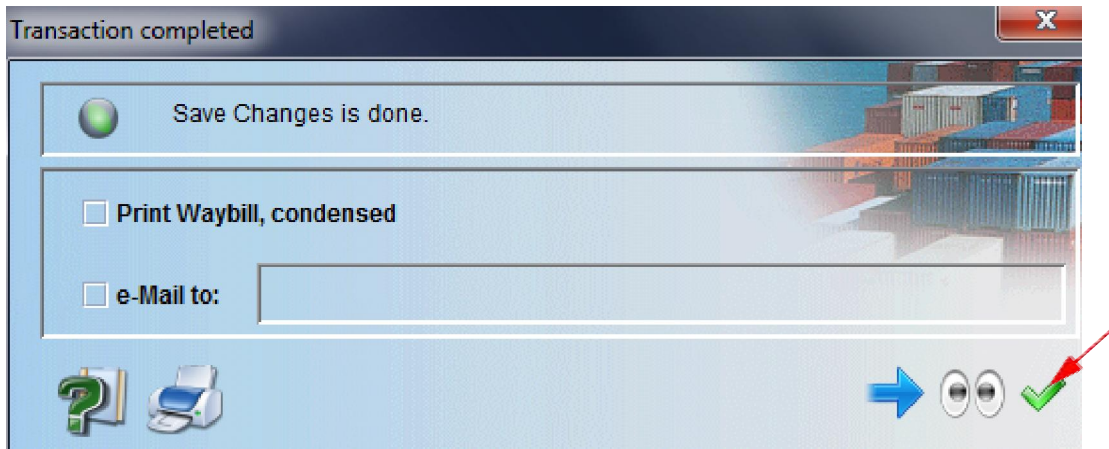 Transaction completed
Save Changes is done.
Print Waybill, condensed
e-Mail to: